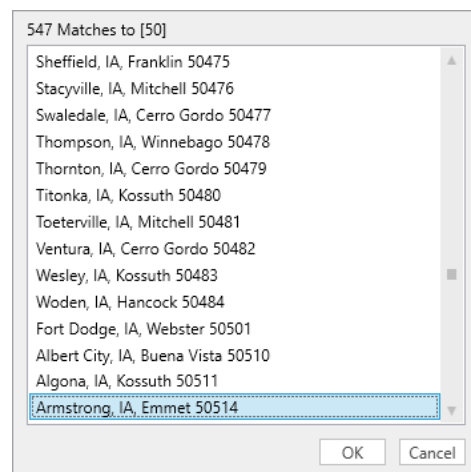 547 Matches to [50]
Sheffield, IA, Franklin 50475
Stacyville, IA, Mitchell 50476
Swaledale, IA, Cerro Gordo 50477
Thompson, IA, Winnebago 50478
Thornton, IA, Cerro Gordo 50479
Titonka, IA, Kossuth 50480
Toeterville, IA, Mitchell 50481
Ventura, IA, Cerro Gordo 50482
Wesley, IA, Kossuth 50483
Woden, IA, Hancock 50484
Fort Dodge, IA, Webster 50501
Albert City, IA, Buena Vista 50510
Algona, IA, Kossuth 50511
Armstrong, IA, Emmet 50514
OK Cancel